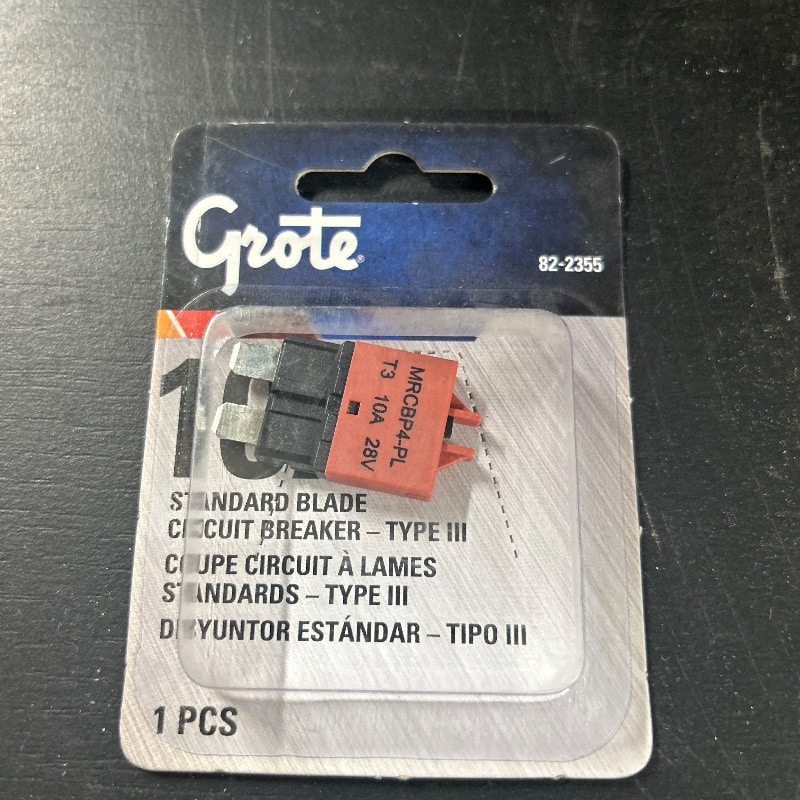 Grote®
82-2355
MRCBP4-PL
T3 10A 28V
STANDARD BLADE
CIRCUIT BREAKER – TYPE III
COUPE CIRCUIT À LAMES
STANDARDS – TYPE III
DISYUNTOR ESTÁNDAR – TIPO III
1 PCS